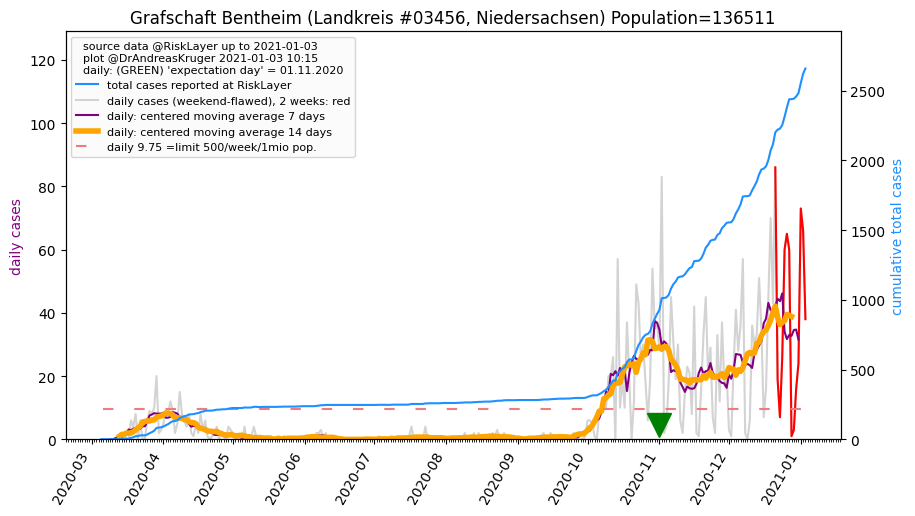 Grafschaft Bentheim (Landkreis #03456, Niedersachsen) Population=136511
source data @RiskLayer up to 2021-01-03
plot @DrAndreasKruger 2021-01-03 10:15
daily: (GREEN) 'expectation day' = 01.11.2020
total cases reported at RiskLayer
daily cases (weekend-flawed), 2 weeks: red
daily: centered moving average 7 days
daily: centered moving average 14 days
daily 9.75 =limit 500/week/1mio pop.
daily cases
120
100
80
60
40
20
0
cumulative total cases
2500
2000
1500
1000
500
0
2020-03
2020-04
2020-05
2020-06
2020-07
2020-08
2020-09
2020-10
2020-11
2020-12
2021-01